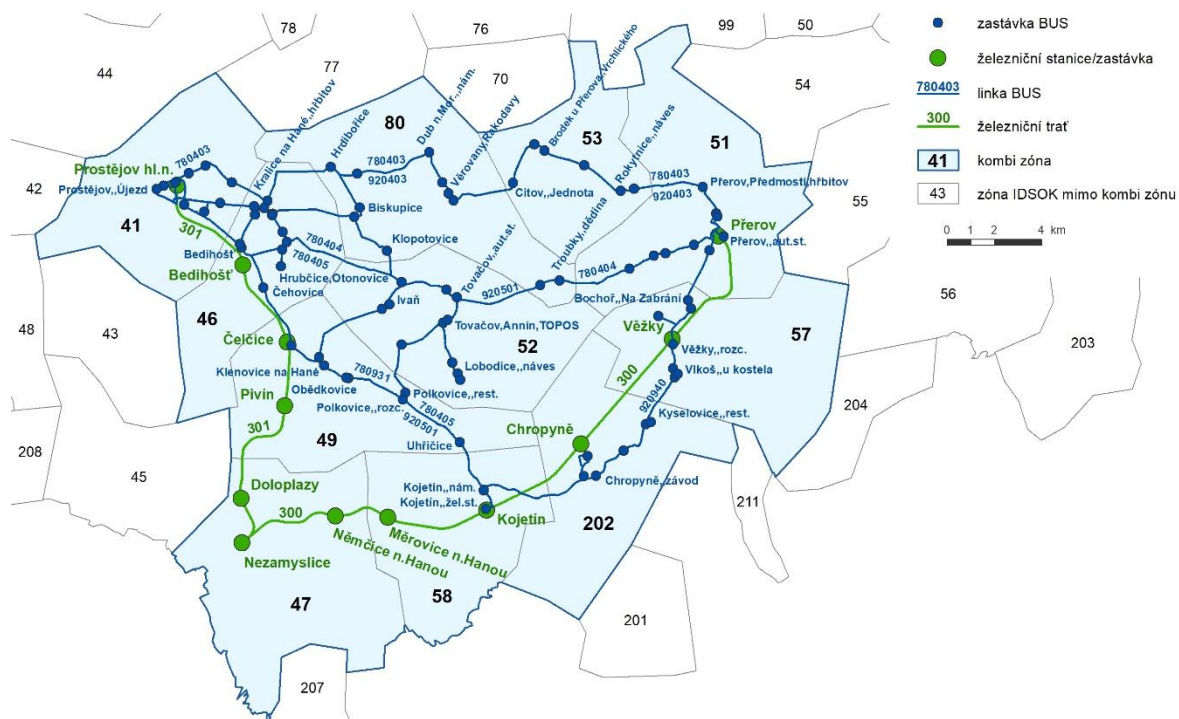 78
76
99
50
44
77
70
54
80
53
51
42
41
55
48
43
46
52
57
56
203
204
208
45
49
47
58
202
211
201
207
Prostějov hl.n.
Prostějov,,Újezd
780403
Kralice na Hané,,hřbitov
Hrdibořice
780403
920403
Dub n.Mor.,,nám.
Věrovany,Rakodavy
Citov,,Jednota
Brodek u Přerova,,Vrchlického
Rokytnice,,náves
780403
920403
Přerov,Předmostí,hřbitov
Přerov
Přerov,,aut.st.
301
Bedihošt
Bedihošť
780404
780405
Biskupice
Klopotovice
Hrubčice,Otonovice
Čehovice
Ivaň
Tovačov,,aut.st.
Troubky,,dědina
920501
780404
Bochoř,,Na Zabrání
Věžky
Věžky,,rozc.
Vlkoš,,u kostela
Čelčice
Klenovice na Hané
Obědkovice
780931
Tovačov,Annín,TOPOS
Lobodice,,náves
Polkovice,,rest.
Polkovice,,rozc.
780405
920501
Uhřičice
Pivín
301
300
920940
Kyselovice,,rest.
Chropyně
Chropyně,,závod
Doloplazy
300
Nezamyslice
Němčice n.Hanou
Měrovice n.Hanou
Kojetín,,nám.
Kojetín,,žel.st.
Kojetín
zastávka BUS
železniční stanice/zastávka
780403
linka BUS
300
železniční trať
41
kombi zóna
43
zóna IDSOK mimo kombi zónu
0 1 2 4 km